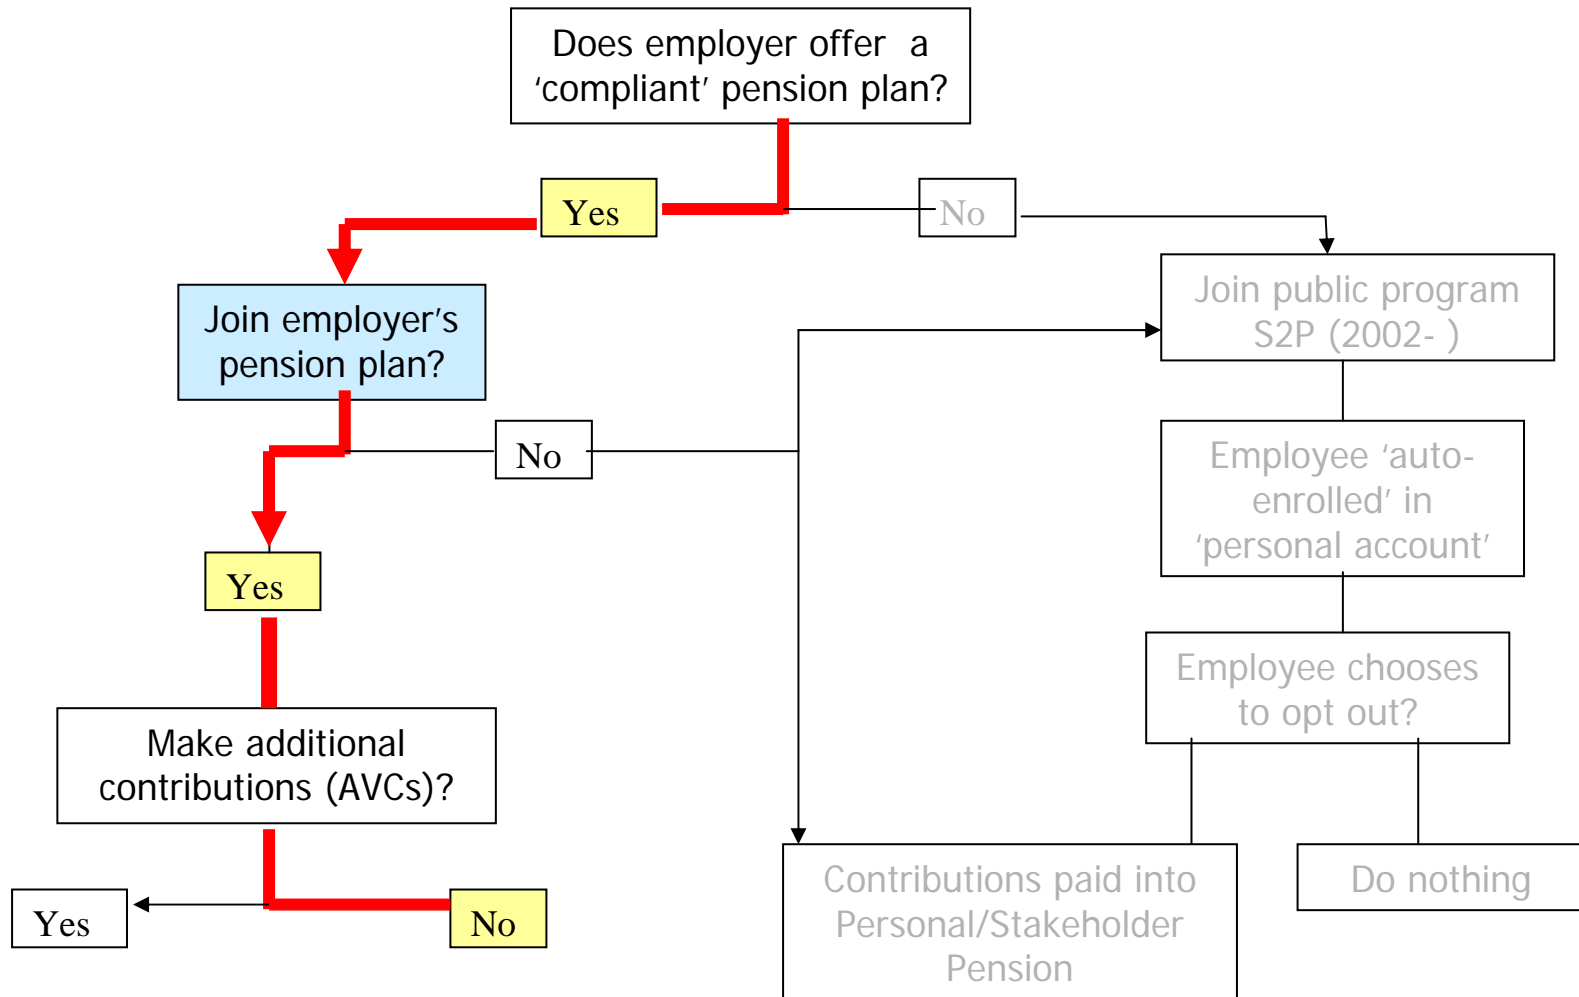 Does employer offer a
‘compliant’ pension plan?
Yes
No
Join employer’s
pension plan?
Join public program
S2P (2002- )
No
Employee ‘auto-
enrolled’ in
‘personal account’
Yes
Employee chooses
to opt out?
Make additional
contributions (AVCs)?
Yes
No
Contributions paid into
Personal/Stakeholder
Pension
Do nothing